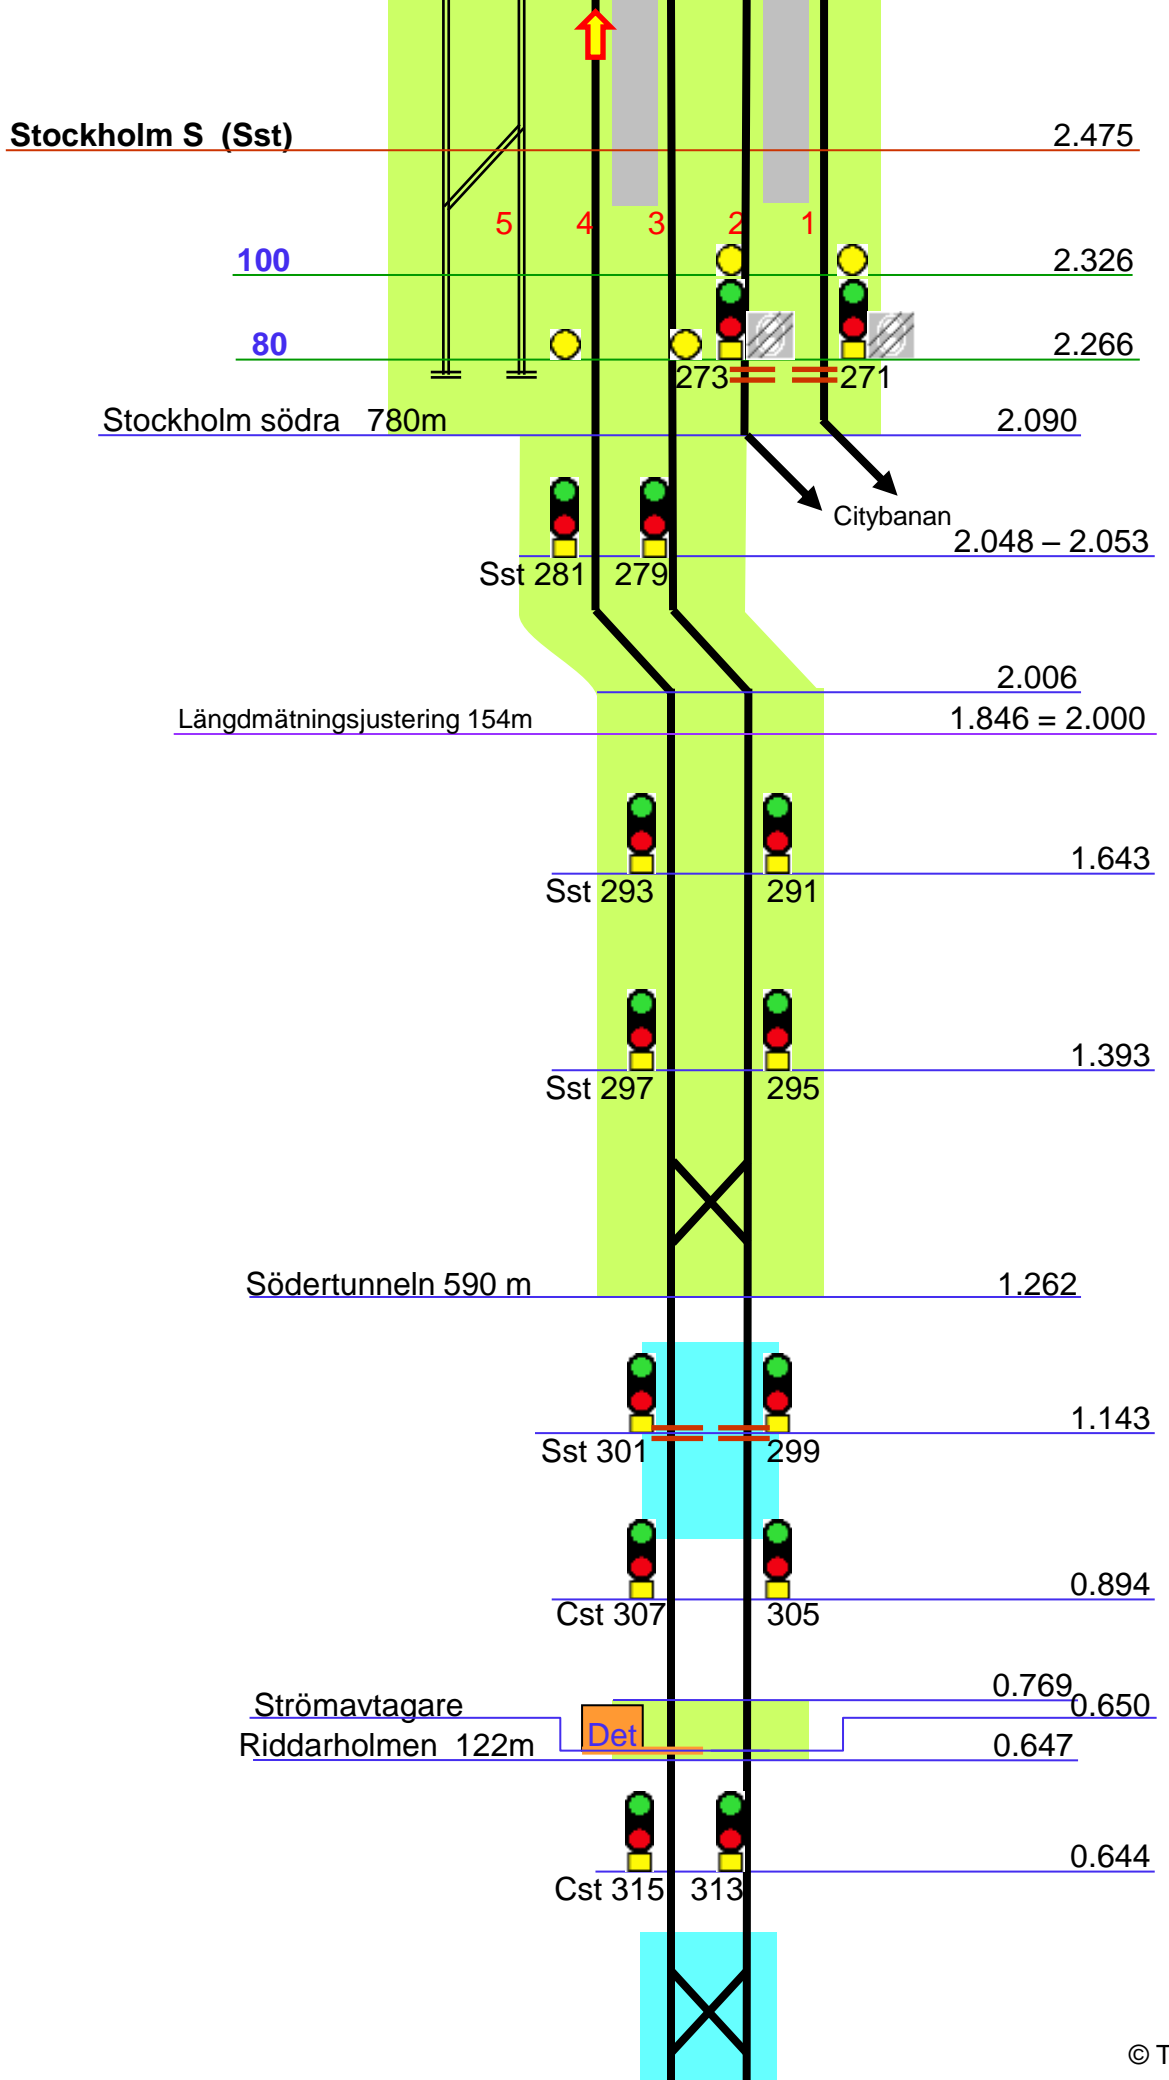 Stockholm S (Sst) 2.475
5 4 3 2 1
100 2.326
80 2.266
273 271
Stockholm södra 780m 2.090
Citybanan
2.048 – 2.053
Sst 281 279
2.006
Längdmätningsjustering 154m 1.846 = 2.000
1.643
Sst 293 291
1.393
Sst 297 295
Södertunneln 590 m 1.262
1.143
Sst 301 299
0.894
Cst 307 305
0.769
Strömavtagare 0.650
Det
Riddarholmen 122m 0.647
0.644
Cst 315 313
© T